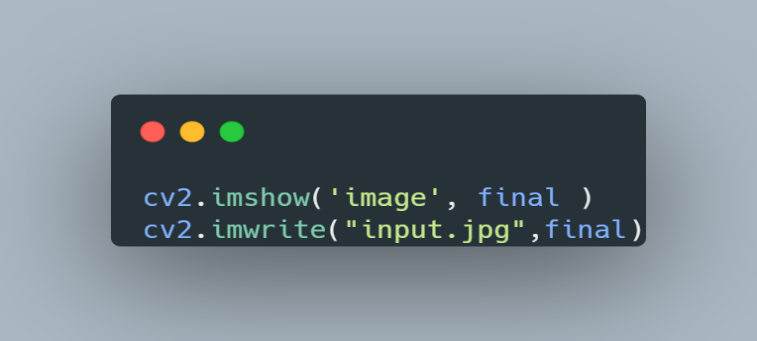 cv2.imshow('image', final )
cv2.imwrite("input.jpg",final)